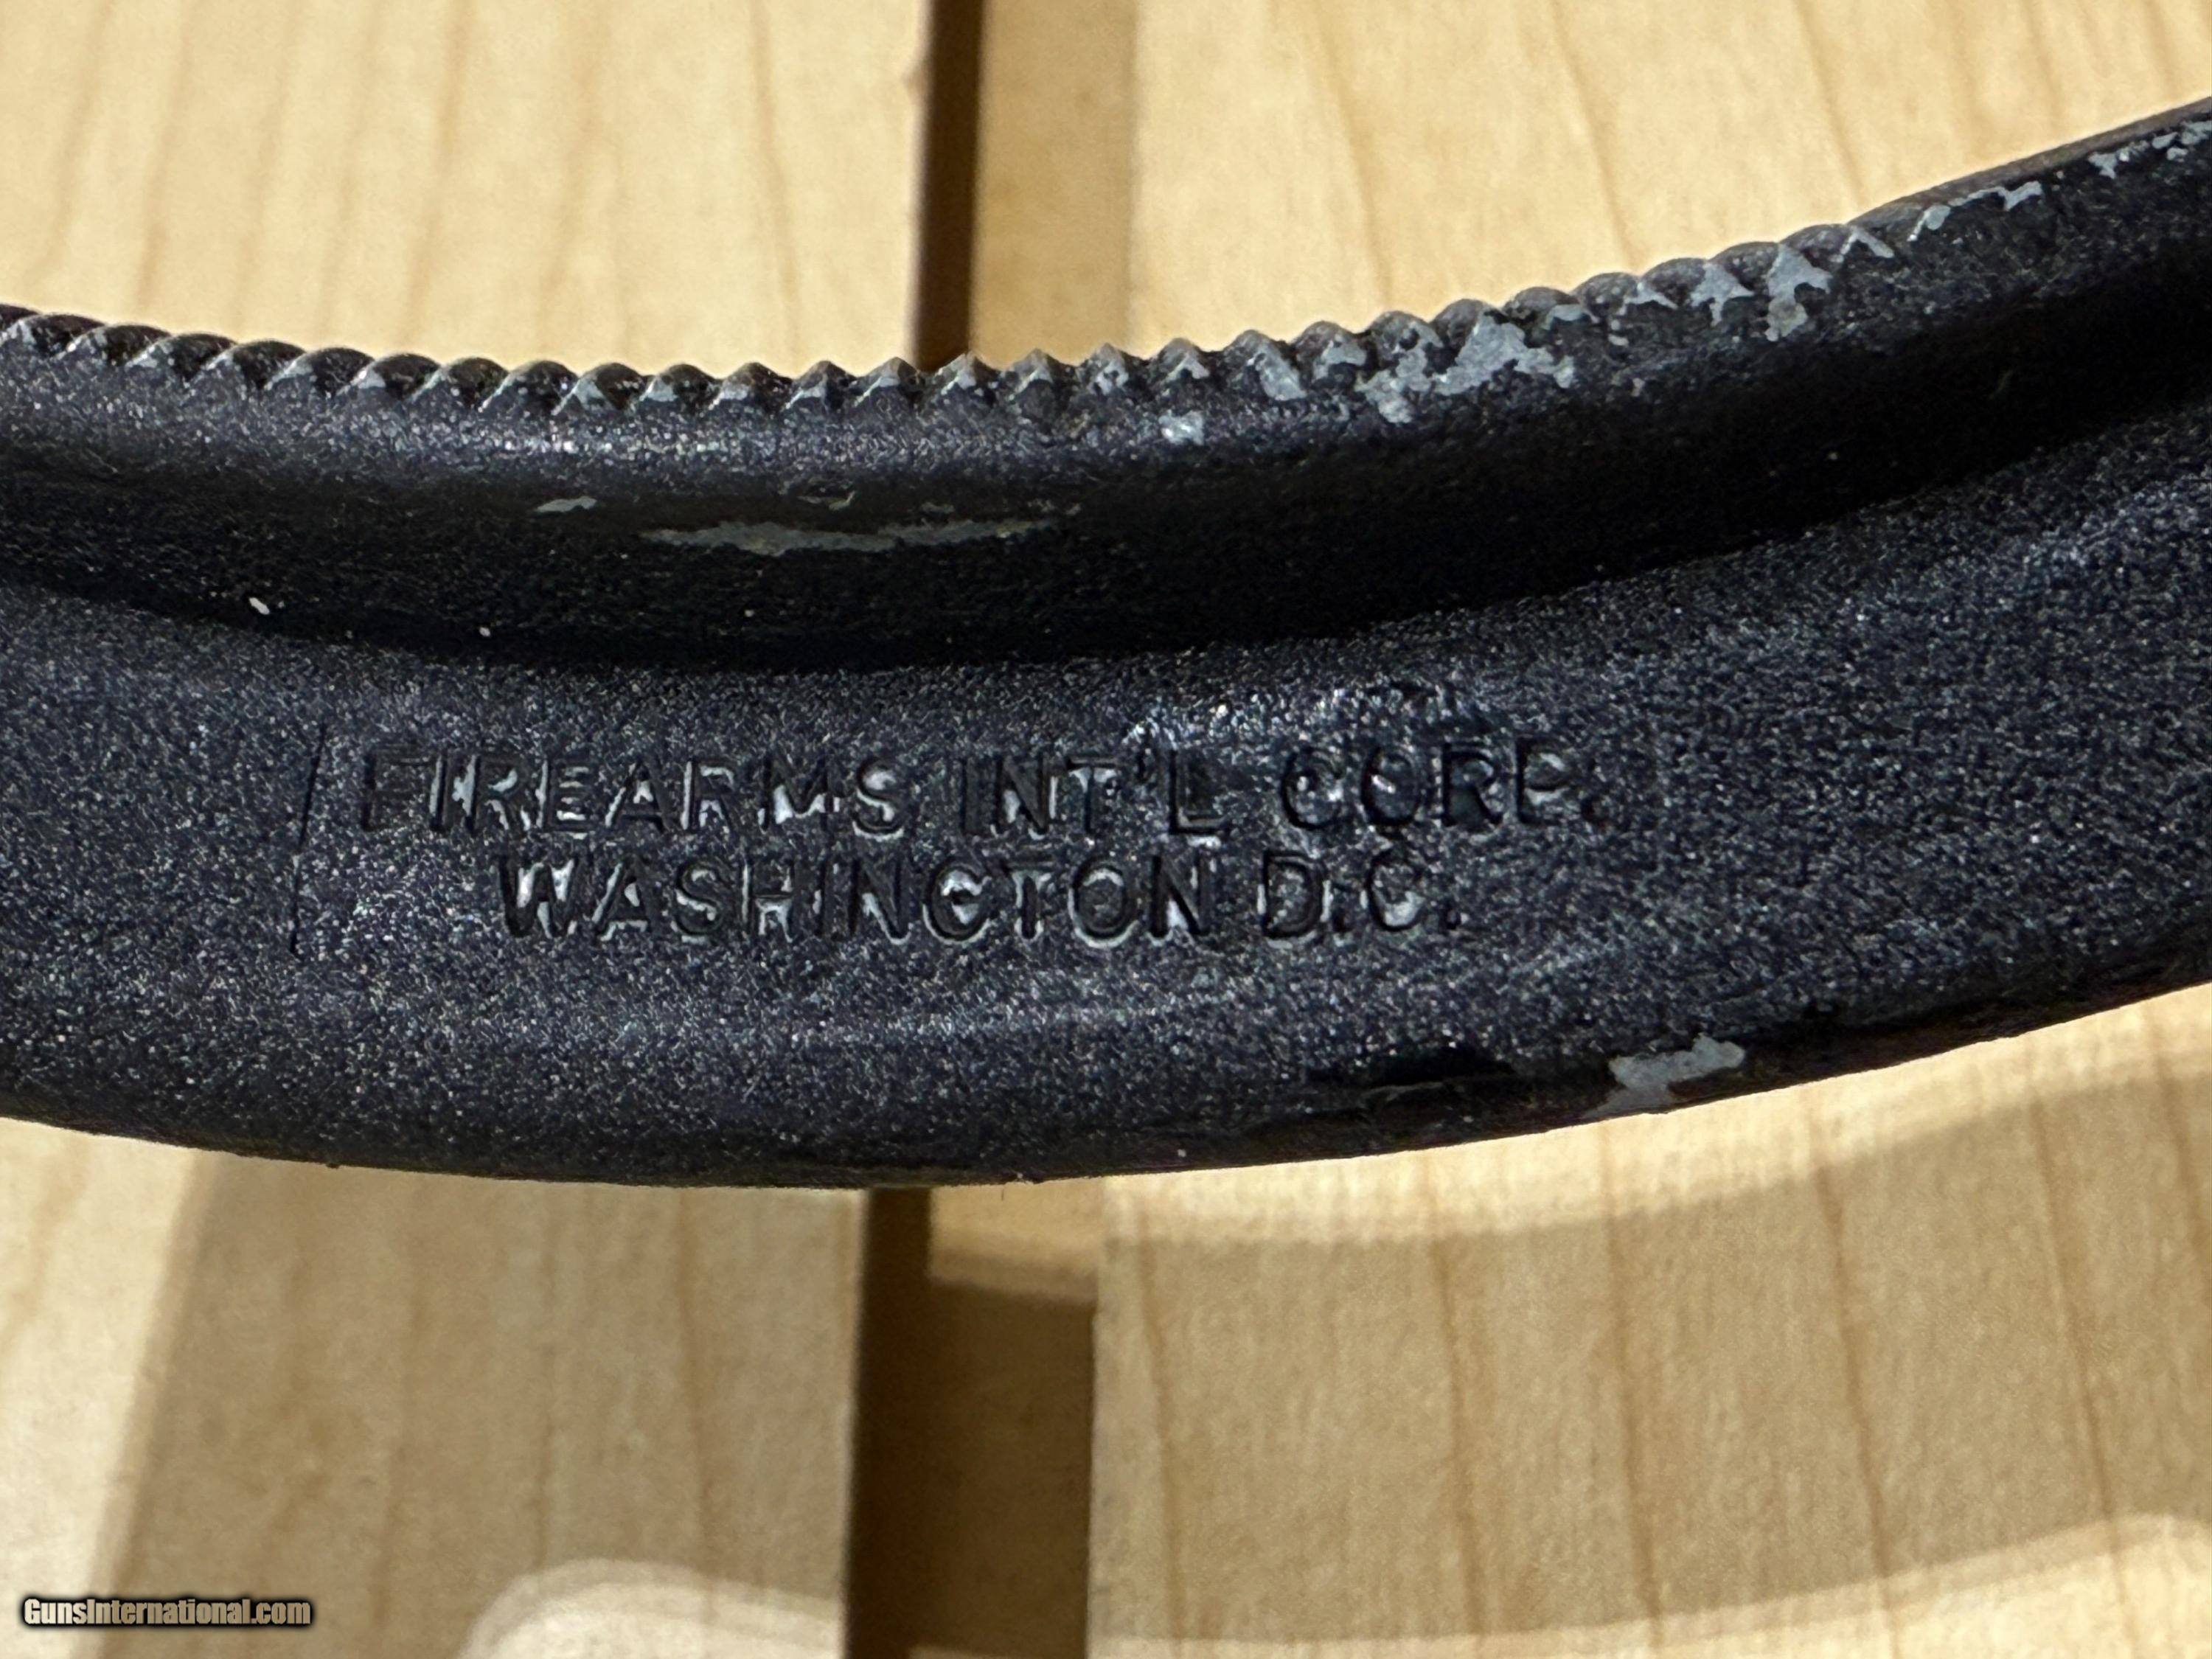 FIREARMS INT'L CORP.
WASHINGTON D.C.
GunsInternational.com